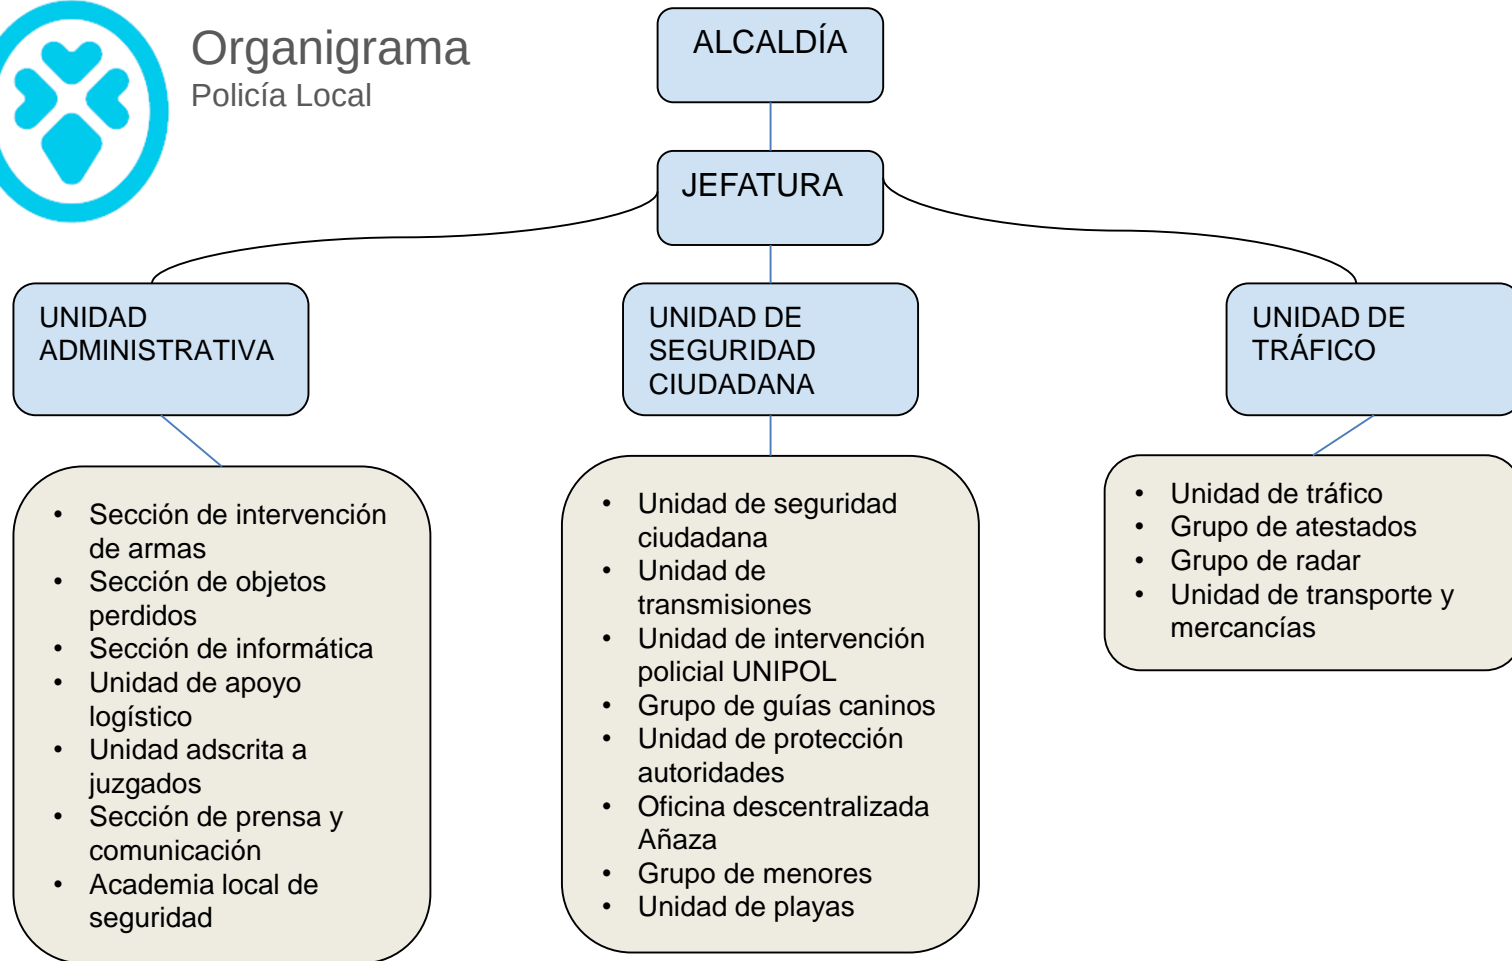 Organigrama
Policía Local
ALCALDÍA
JEFATURA
UNIDAD
ADMINISTRATIVA
UNIDAD DE
SEGURIDAD
CIUDADANA
UNIDAD DE
TRÁFICO
• Sección de intervención
de armas
• Sección de objetos
perdidos
• Sección de informática
• Unidad de apoyo
logístico
• Unidad adscrita a
juzgados
• Sección de prensa y
comunicación
• Academia local de
seguridad
• Unidad de seguridad
ciudadana
• Unidad de
transmisiones
• Unidad de intervención
policial UNIPOL
• Grupo de guías caninos
• Unidad de protección
autoridades
• Oficina descentralizada
Añaza
• Grupo de menores
• Unidad de playas
• Unidad de tráfico
• Grupo de atestados
• Grupo de radar
• Unidad de transporte y
mercancías